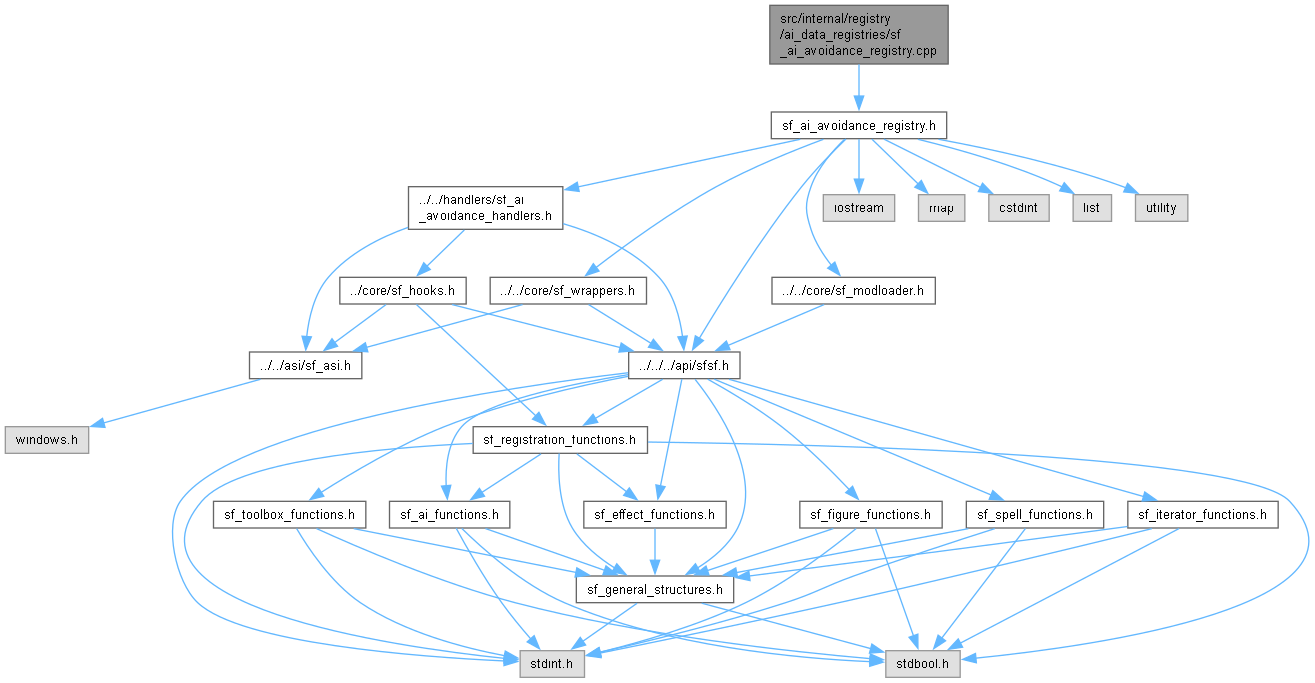 src/internal/registry
/ai_data_registries/sf
_ai_avoidance_registry.cpp
sf_ai_avoidance_registry.h
../../handlers/sf_ai
_avoidance_handlers.h
iostream
map
cstdint
list
utility
../core/sf_hooks.h
../../core/sf_wrappers.h
../../core/sf_modloader.h
../../asi/sf_asi.h
../../../api/sfsf.h
windows.h
sf_registration_functions.h
sf_toolbox_functions.h
sf_ai_functions.h
sf_effect_functions.h
sf_figure_functions.h
sf_spell_functions.h
sf_iterator_functions.h
sf_general_structures.h
stdint.h
stdbool.h